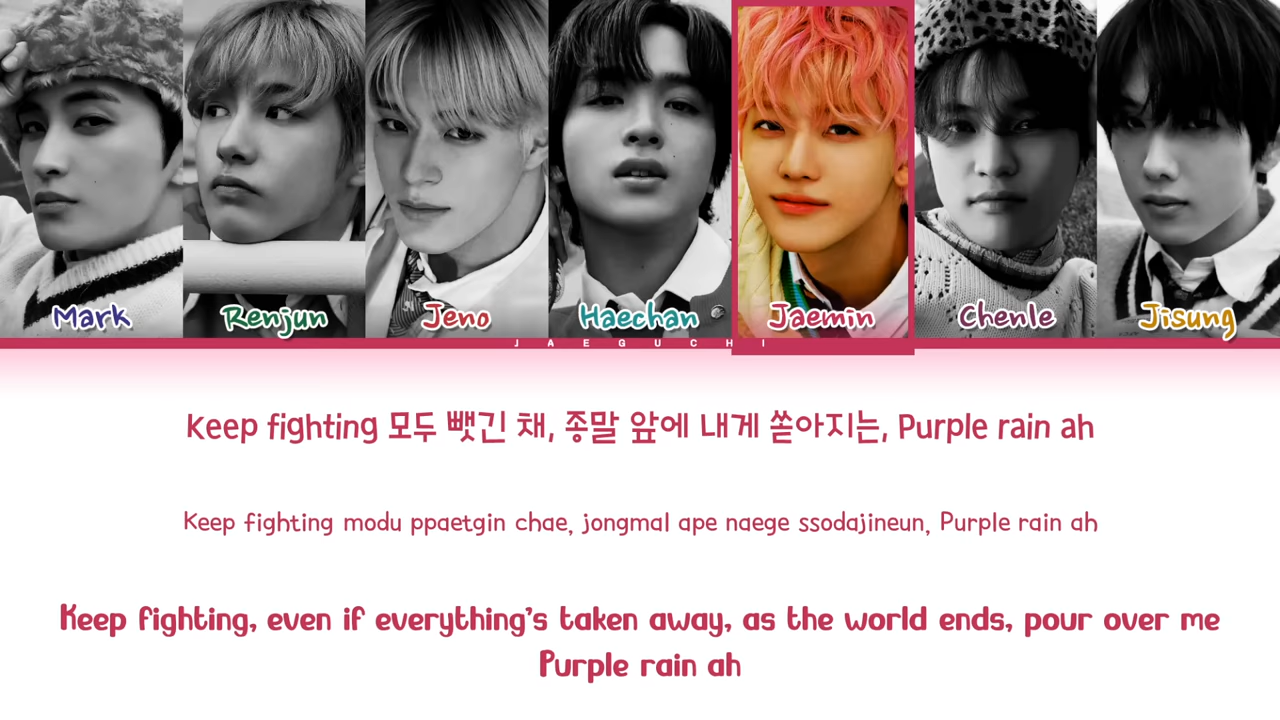 Mark
Renjun
Jeno
Haechan
Jaemin
Chenle
Jisung
JAEGUCHI
Keep fighting 모두 뺏긴 채, 종말 앞에 내게 쏟아지는, Purple rain ah
Keep fighting modu ppaetgin chae, jongmal ape naege ssodajineun, Purple rain ah
Keep fighting, even if everything's taken away, as the world ends, pour over me
Purple rain ah